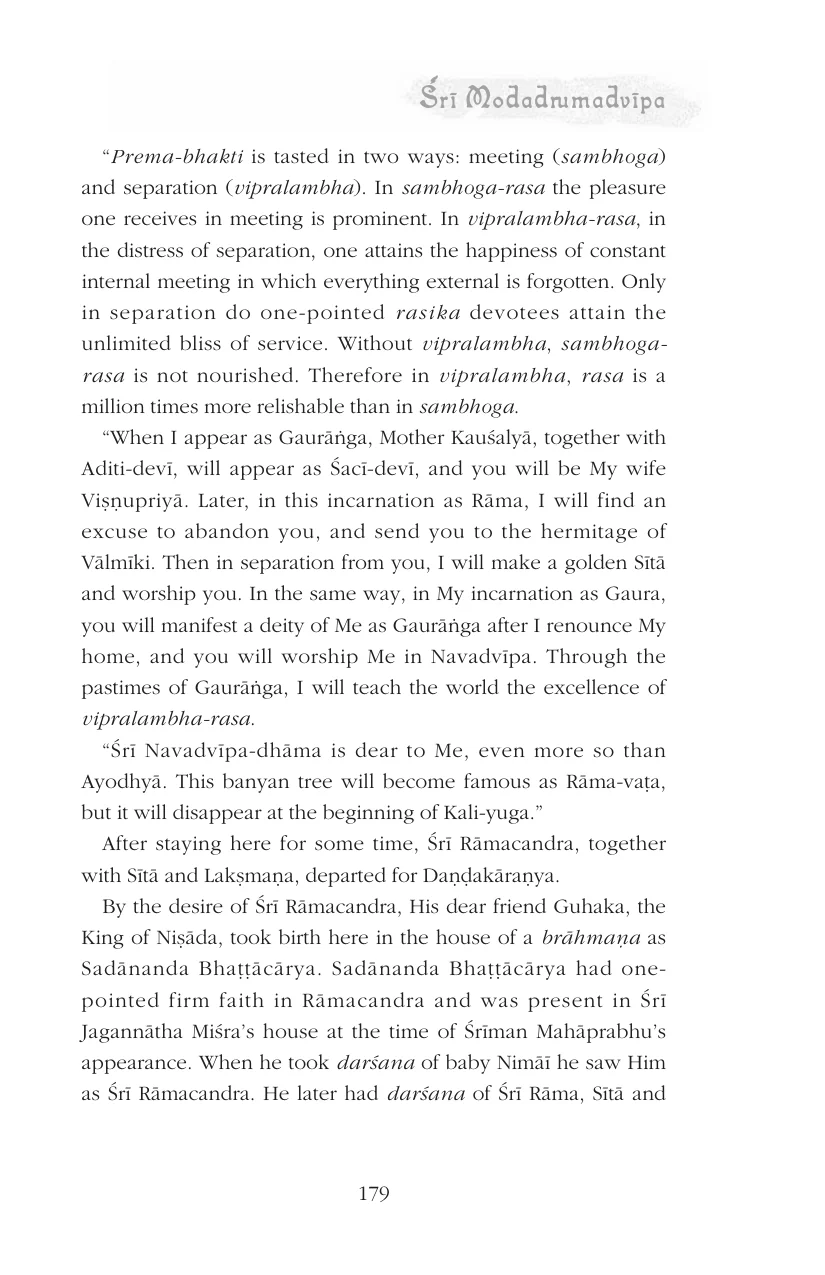 Śrī Modadrumadvīpa
“Prema-bhakti is tasted in two ways: meeting (sambhoga)
and separation (vipralambha). In sambhoga-rasa the pleasure
one receives in meeting is prominent. In vipralambha-rasa, in
the distress of separation, one attains the happiness of constant
internal meeting in which everything external is forgotten. Only
in separation do one-pointed rasika devotees attain the
unlimited bliss of service. Without vipralambha, sambhoga-
rasa is not nourished. Therefore in vipralambha, rasa is a
million times more relishable than in sambhoga.
“When I appear as Gaurāṅga, Mother Kauśalyā, together with
Aditi-devī, will appear as Śacī-devī, and you will be My wife
Viṣṇupriyā. Later, in this incarnation as Rāma, I will find an
excuse to abandon you, and send you to the hermitage of
Vālmīki. Then in separation from you, I will make a golden Sītā
and worship you. In the same way, in My incarnation as Gaura,
you will manifest a deity of Me as Gaurāṅga after I renounce My
home, and you will worship Me in Navadvīpa. Through the
pastimes of Gaurāṅga, I will teach the world the excellence of
vipralambha-rasa.
“Śrī Navadvīpa-dhāma is dear to Me, even more so than
Ayodhyā. This banyan tree will become famous as Rāma-vaṭa,
but it will disappear at the beginning of Kali-yuga.”
After staying here for some time, Śrī Rāmacandra, together
with Sītā and Lakṣmaṇa, departed for Daṇḍakāraṇya.
By the desire of Śrī Rāmacandra, His dear friend Guhaka, the
King of Niṣāda, took birth here in the house of a brāhmaṇa as
Sadānanda Bhaṭṭācārya. Sadānanda Bhaṭṭācārya had one-
pointed firm faith in Rāmacandra and was present in Śrī
Jagannātha Miśra’s house at the time of Śrīman Mahāprabhu’s
appearance. When he took darśana of baby Nimāī he saw Him
as Śrī Rāmacandra. He later had darśana of Śrī Rāma, Sītā and
179